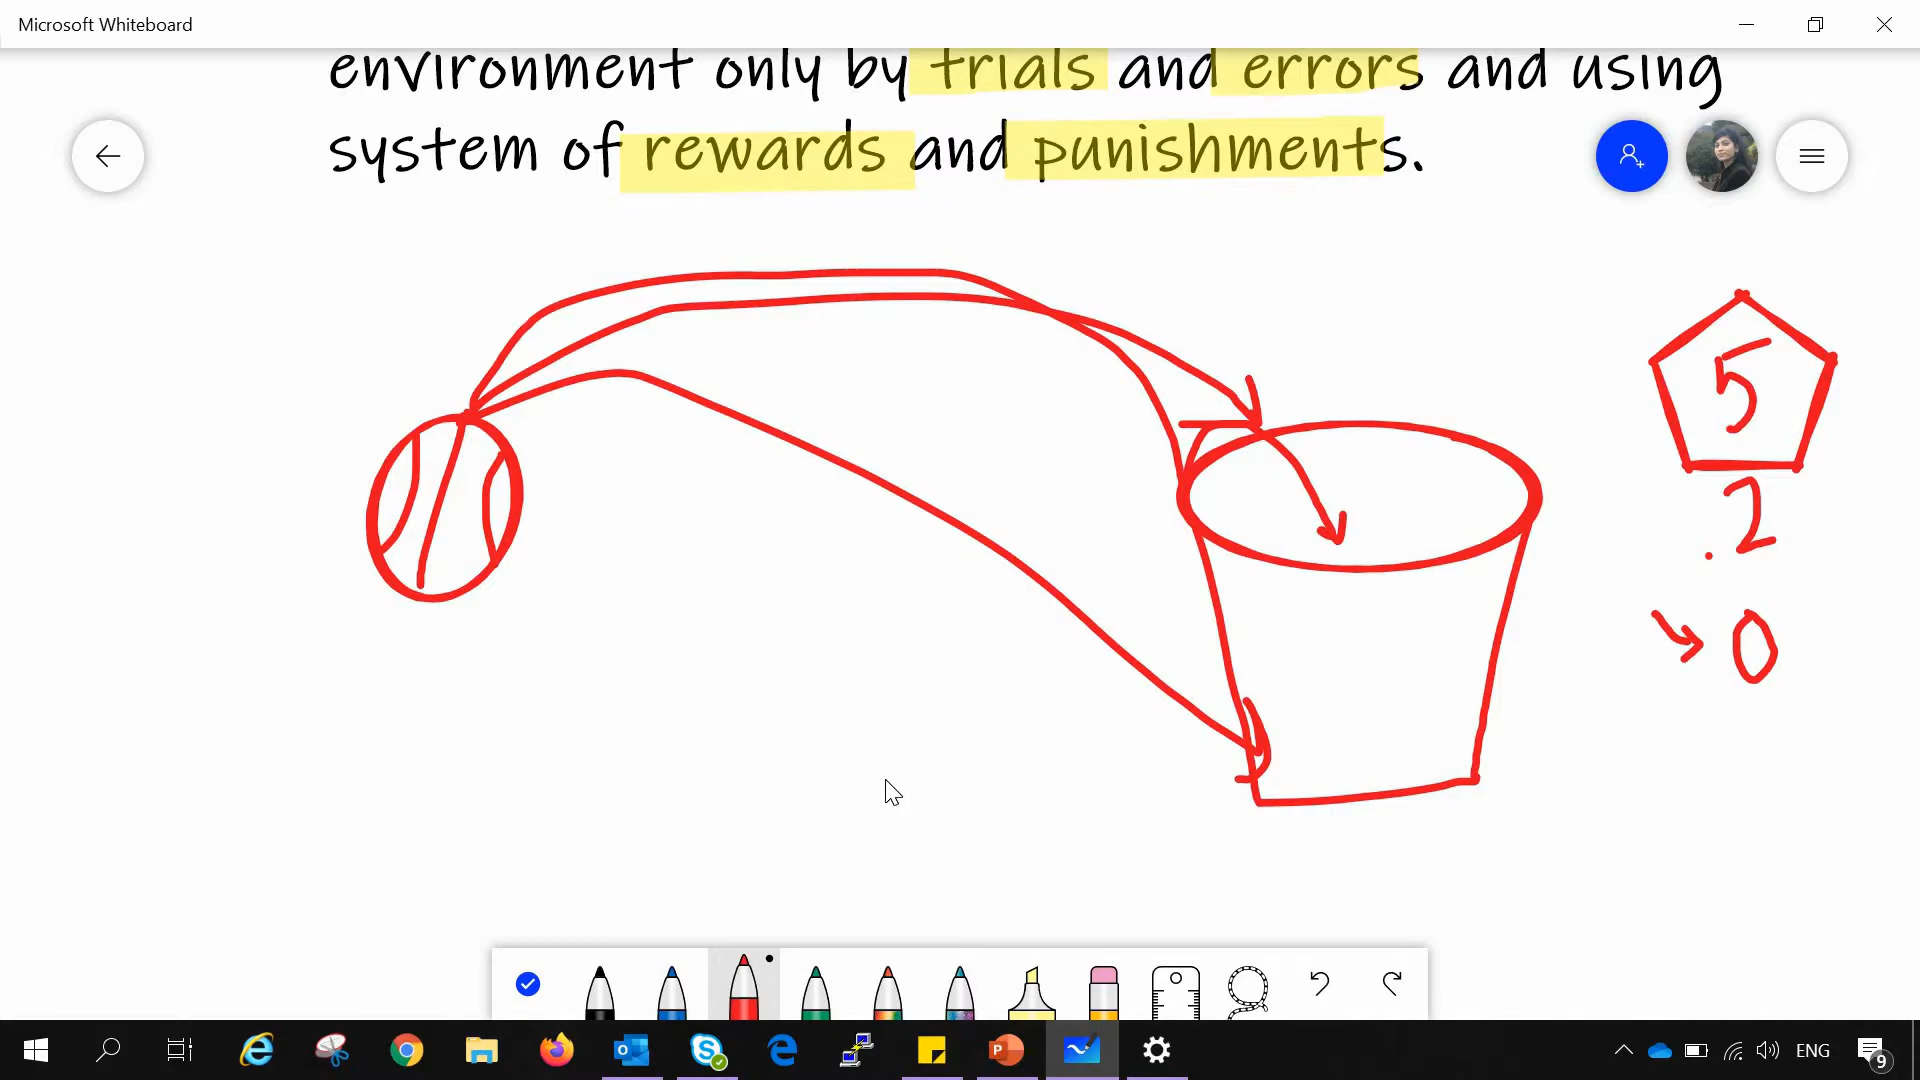 Microsoft Whiteboard
environment only by trials and errors and using
system of rewards and punishments.
5
.2
0
ENG
9